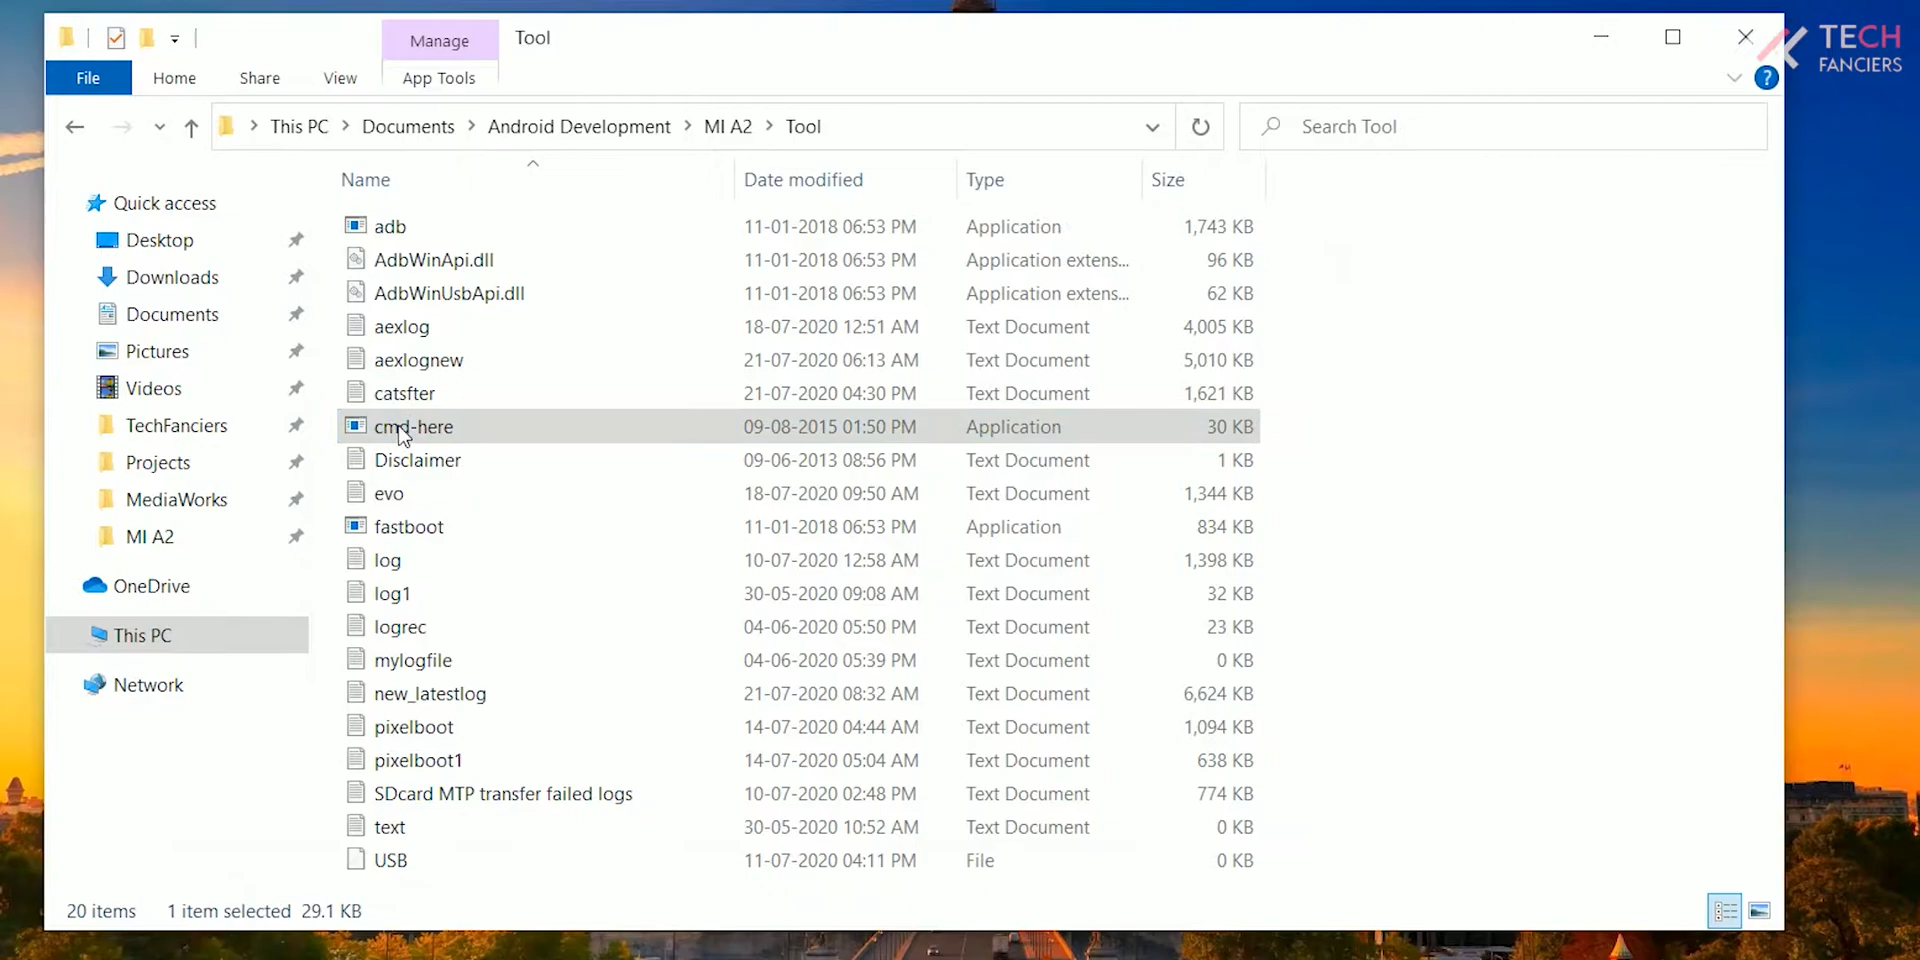 Manage
Tool
TECH
FANCIERS
File Home Share View App Tools
This PC Documents Android Development MI A2 Tool Search Tool
Name Date modified Type Size
Quick access
Desktop
Downloads
Documents
Pictures
Videos
TechFanciers
Projects
MediaWorks
MI A2
OneDrive
This PC
Network
adb 11-01-2018 06:53 PM Application 1,743 KB
AdbWinApi.dll 11-01-2018 06:53 PM Application extens... 96 KB
AdbWinUsbApi.dll 11-01-2018 06:53 PM Application extens... 62 KB
aexlog 18-07-2020 12:51 AM Text Document 4,005 KB
aexlognew 21-07-2020 06:13 AM Text Document 5,010 KB
catsfter 21-07-2020 04:30 PM Text Document 1,621 KB
cmd-here 09-08-2015 01:50 PM Application 30 KB
Disclaimer 09-06-2013 08:56 PM Text Document 1 KB
evo 18-07-2020 09:50 AM Text Document 1,344 KB
fastboot 11-01-2018 06:53 PM Application 834 KB
log 10-07-2020 12:58 AM Text Document 1,398 KB
log1 30-05-2020 09:08 AM Text Document 32 KB
logrec 04-06-2020 05:50 PM Text Document 23 KB
mylogfile 04-06-2020 05:39 PM Text Document 0 KB
new_latestlog 21-07-2020 08:32 AM Text Document 6,624 KB
pixelboot 14-07-2020 04:44 AM Text Document 1,094 KB
pixelboot1 14-07-2020 05:04 AM Text Document 638 KB
SDcard MTP transfer failed logs 10-07-2020 02:48 PM Text Document 774 KB
text 30-05-2020 10:52 AM Text Document 0 KB
USB 11-07-2020 04:11 PM File 0 KB
20 items 1 item selected 29.1 KB